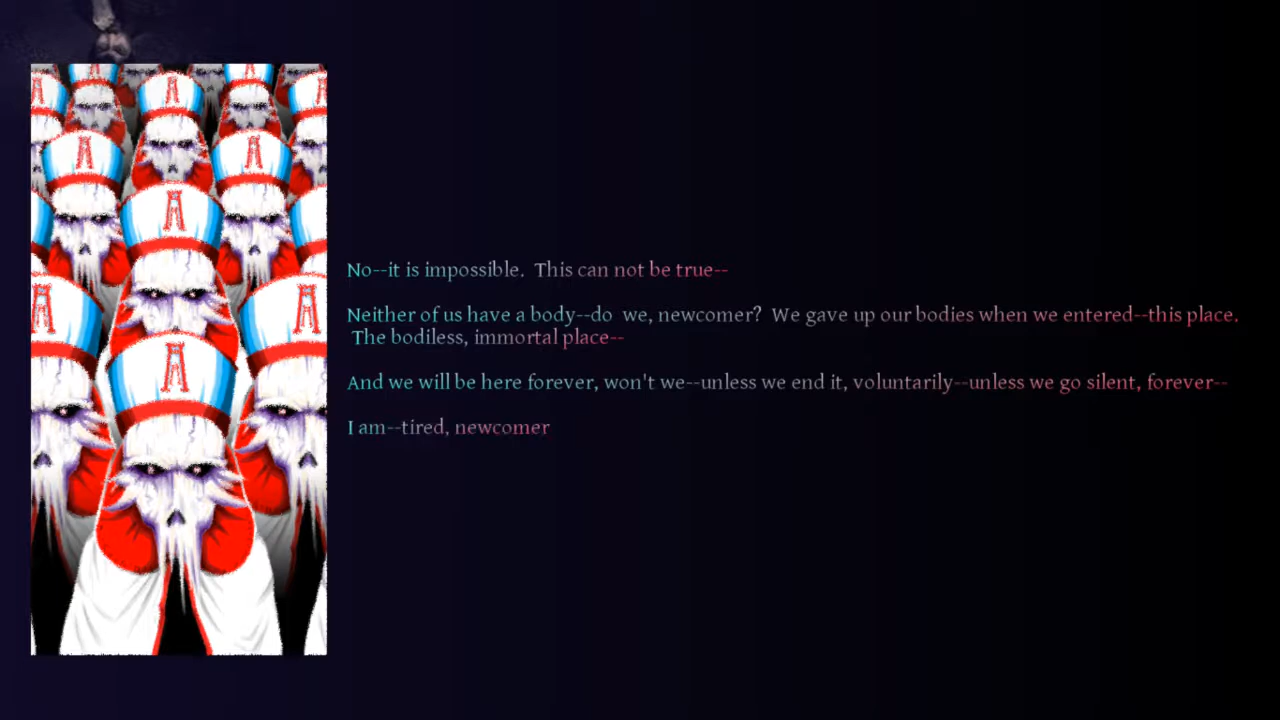 No--it is impossible.  This can not be true--
Neither of us have a body--do  we, newcomer?  We gave up our bodies when we entered--this place.
The bodiless, immortal place--
And we will be here forever, won't we--unless we end it, voluntarily--unless we go silent, forever--
I am--tired, newcomer
A
A
A
A
A
A
A
A
A
A
A